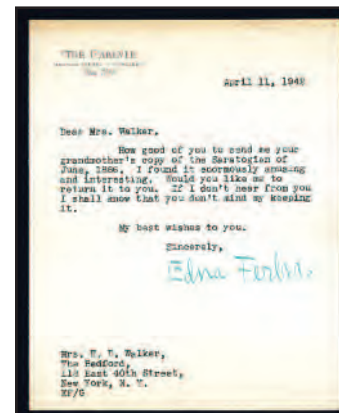 THE CARLYLE
April 11, 1942
Dear Mrs. Walker,
How good of you to send me your
grandmother's copy of the Saratogian of
June, 1866. I found it enormously amusing
and interesting. Would you like me to
return it to you. If I don't hear from you
I shall know that you don't mind my keeping
it.
My best wishes to you.
Sincerely,
Edna Ferber.
Walker,
The Bedford,
118 East 40th Street,
New York, N. Y.